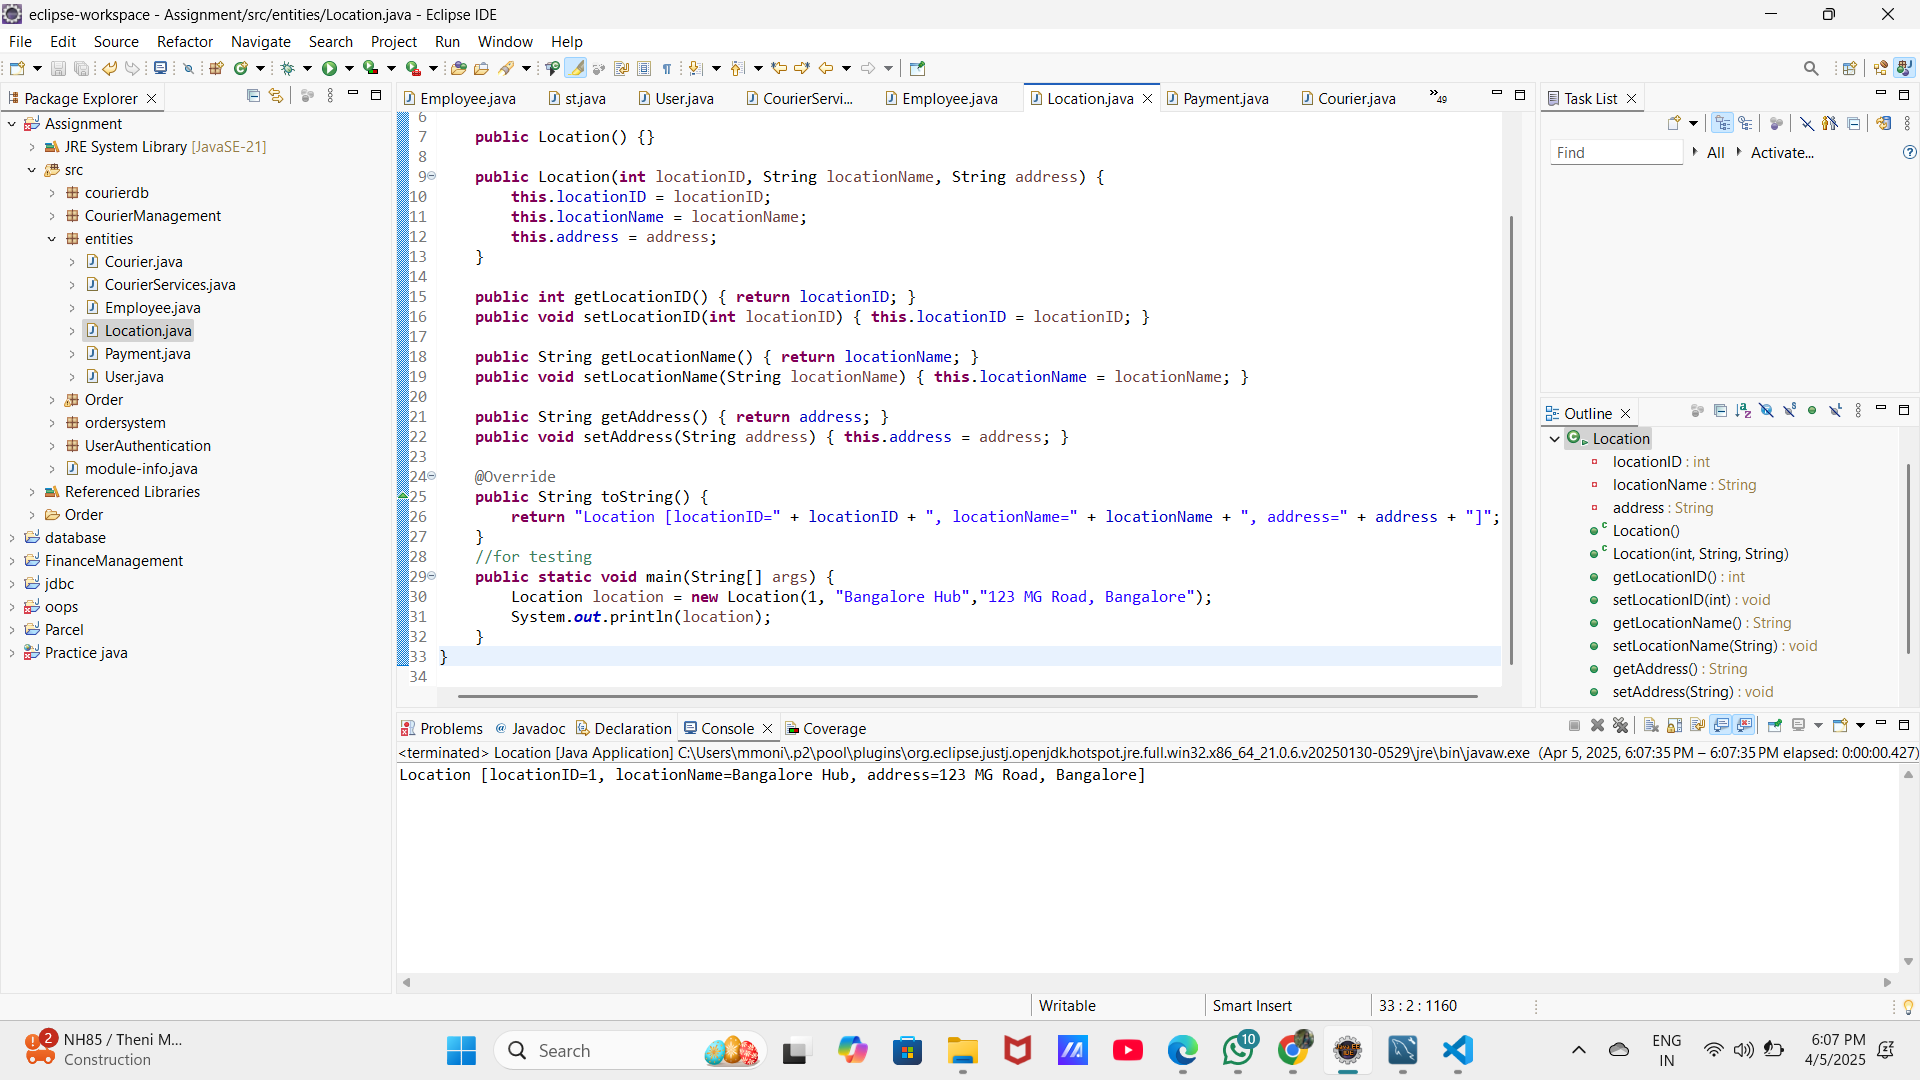 eclipse-workspace - Assignment/src/entities/Location.java - Eclipse IDE
File Edit Source Refactor Navigate Search Project Run Window Help
Package Explorer
Assignment
JRE System Library [JavaSE-21]
src
courierdb
CourierManagement
entities
Courier.java
CourierServices.java
Employee.java
Location.java
Payment.java
User.java
Order
ordersystem
UserAuthentication
module-info.java
Referenced Libraries
Order
database
FinanceManagement
jdbc
oops
Parcel
Practice java
Employee.java st.java User.java CourierServi... Employee.java Location.java Payment.java Courier.java »49
6
7 public Location() {}
8
9 public Location(int locationID, String locationName, String address) {
10 this.locationID = locationID;
11 this.locationName = locationName;
12 this.address = address;
13 }
14
15 public int getLocationID() { return locationID; }
16 public void setLocationID(int locationID) { this.locationID = locationID; }
17
18 public String getLocationName() { return locationName; }
19 public void setLocationName(String locationName) { this.locationName = locationName; }
20
21 public String getAddress() { return address; }
22 public void setAddress(String address) { this.address = address; }
23
24 @Override
25 public String toString() {
26 return "Location [locationID=" + locationID + ", locationName=" + locationName + ", address=" + address + "]";
27 }
28 //for testing
29 public static void main(String[] args) {
30 Location location = new Location(1, "Bangalore Hub","123 MG Road, Bangalore");
31 System.out.println(location);
32 }
33 }
34
Task List
Find All Activate...
Outline
Location
locationID : int
locationName : String
address : String
Location()
Location(int, String, String)
getLocationID() : int
setLocationID(int) : void
getLocationName() : String
setLocationName(String) : void
getAddress() : String
setAddress(String) : void
Problems Javadoc Declaration Console Coverage
<terminated> Location [Java Application] C:\Users\mmoni\.p2\pool\plugins\org.eclipse.justj.openjdk.hotspot.jre.full.win32.x86_64_21.0.6.v20250130-0529\jre\bin\javaw.exe (Apr 5, 2025, 6:07:35 PM – 6:07:35 PM elapsed: 0:00:00.427)
Location [locationID=1, locationName=Bangalore Hub, address=123 MG Road, Bangalore]
Writable Smart Insert 33 : 2 : 1160
2
NH85 / Theni M...
Construction
Search
10
ENG
IN
6:07 PM
4/5/2025